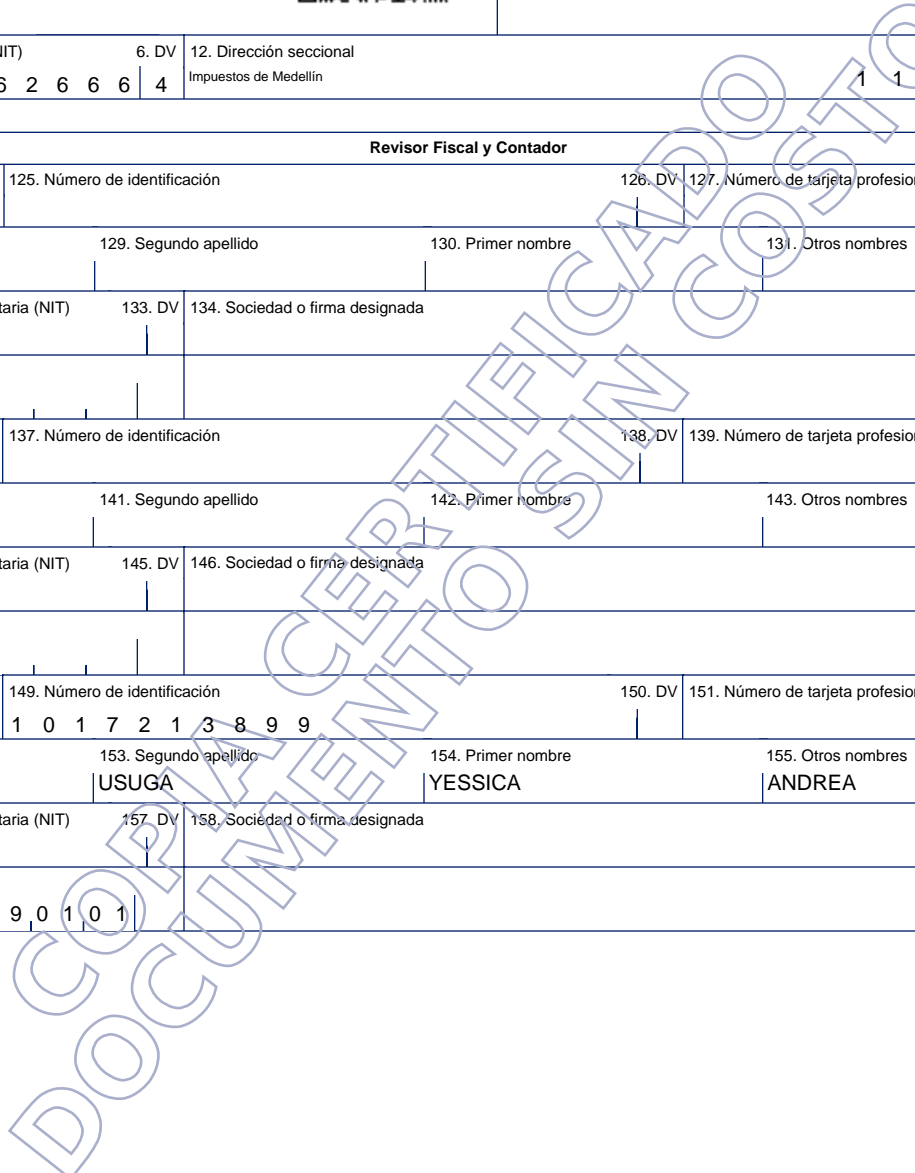 NIT) 6. DV 12. Dirección seccional
6 2 6 6 6 4 Impuestos de Medellín 1 1
Revisor Fiscal y Contador
125. Número de identificación 126. DV 127. Número de tarjeta profesion
129. Segundo apellido 130. Primer nombre 131. Otros nombres
taria (NIT) 133. DV 134. Sociedad o firma designada
137. Número de identificación 138. DV 139. Número de tarjeta profesion
141. Segundo apellido 142. Primer nombre 143. Otros nombres
taria (NIT) 145. DV 146. Sociedad o firma designada
149. Número de identificación 150. DV 151. Número de tarjeta profesion
1 0 1 7 2 1 3 8 9 9
153. Segundo apellido 154. Primer nombre 155. Otros nombres
USUGA YESSICA ANDREA
taria (NIT) 157. DV 158. Sociedad o firma designada
9 0 1 0 1
COPIA CERTIFICADO
DOCUMENTO SIN COSTO